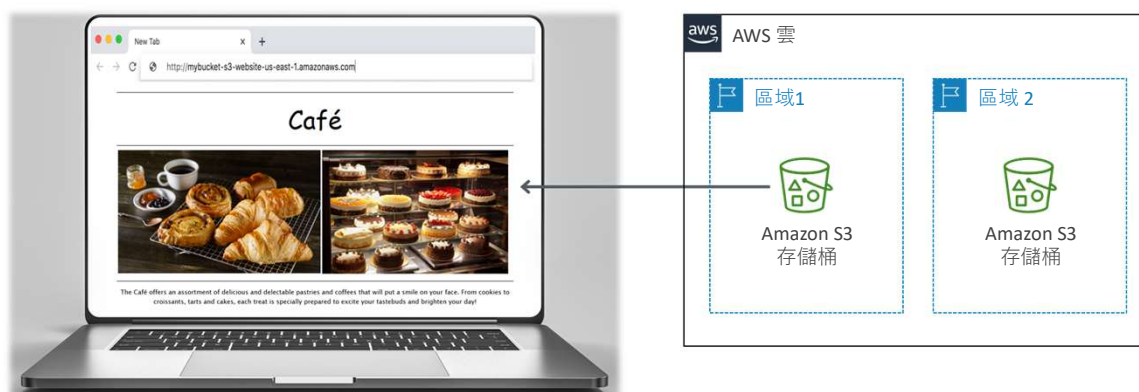 New Tab
x
+
http://mybucket-s3-website-us-east-1.amazonaws.com
Café
The Café offers an assortment of delicious and delectable pastries and coffees that will put a smile on your face. From cookies to
croissants, tarts and cakes, each treat is specially prepared to excite your tastebuds and brighten your day!
aws
AWS 雲
區域1
Amazon S3
存儲桶
區域 2
Amazon S3
存儲桶